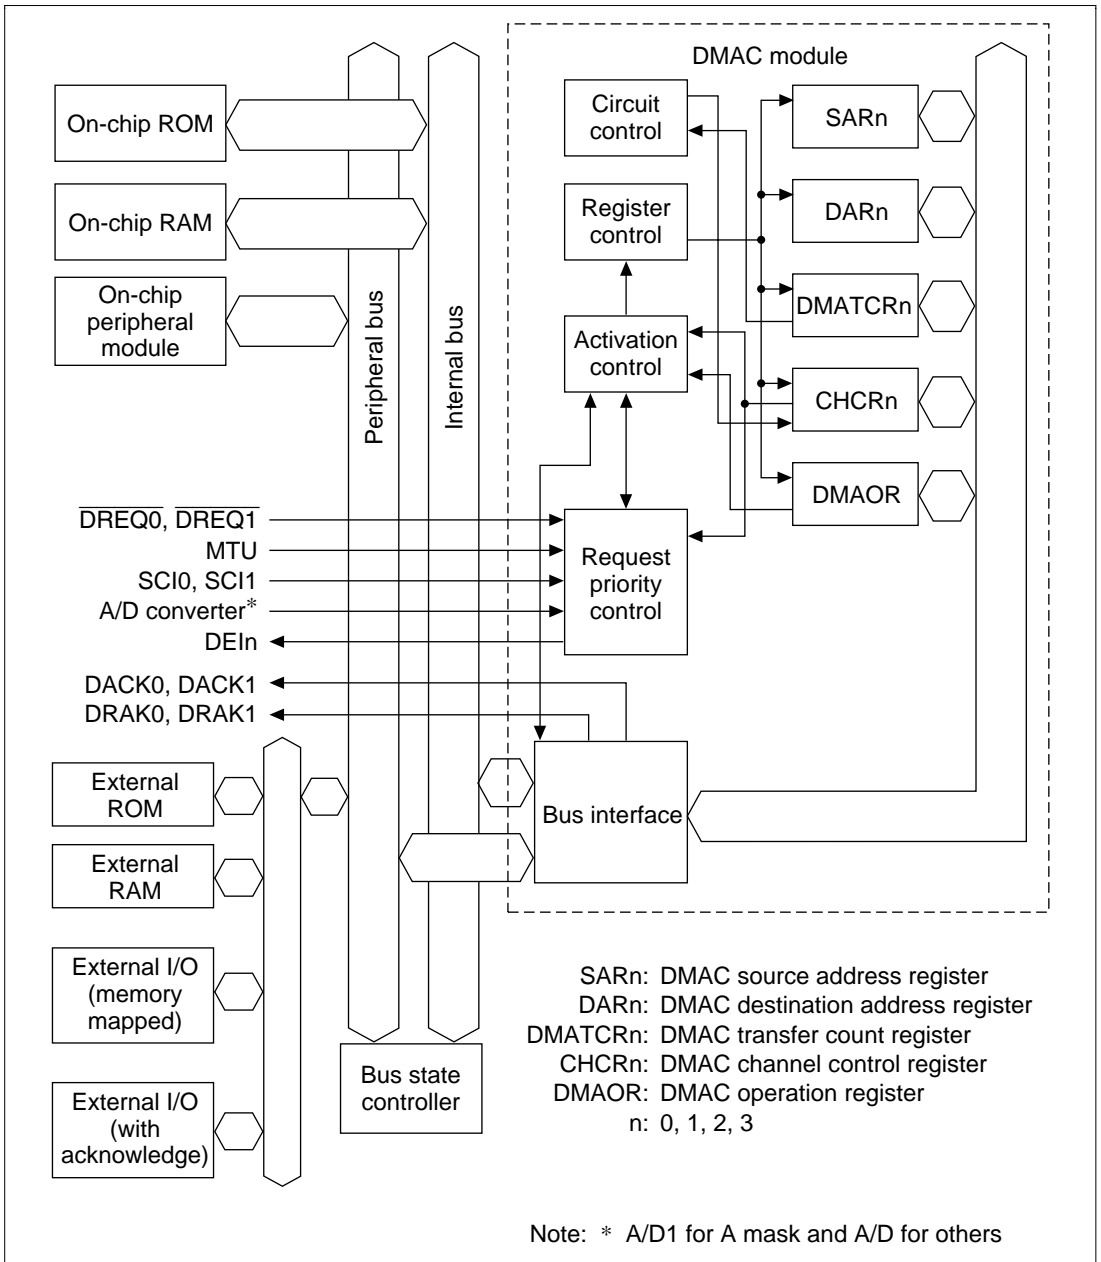 DMAC module
On-chip ROM
Circuit
control
SARn
On-chip RAM
Register
control
DARn
On-chip
peripheral
module
Peripheral bus
Internal bus
Activation
control
DMATCRn
CHCRn
DMAOR
DREQ0, DREQ1
MTU
SCI0, SCI1
A/D converter*
DEIn
Request
priority
control
DACK0, DACK1
DRAK0, DRAK1
External
ROM
Bus interface
External
RAM
External I/O
(memory
mapped)
External I/O
(with
acknowledge)
Bus state
controller
SARn: DMAC source address register
DARn: DMAC destination address register
DMATCRn: DMAC transfer count register
CHCRn: DMAC channel control register
DMAOR: DMAC operation register
n: 0, 1, 2, 3
Note: * A/D1 for A mask and A/D for others